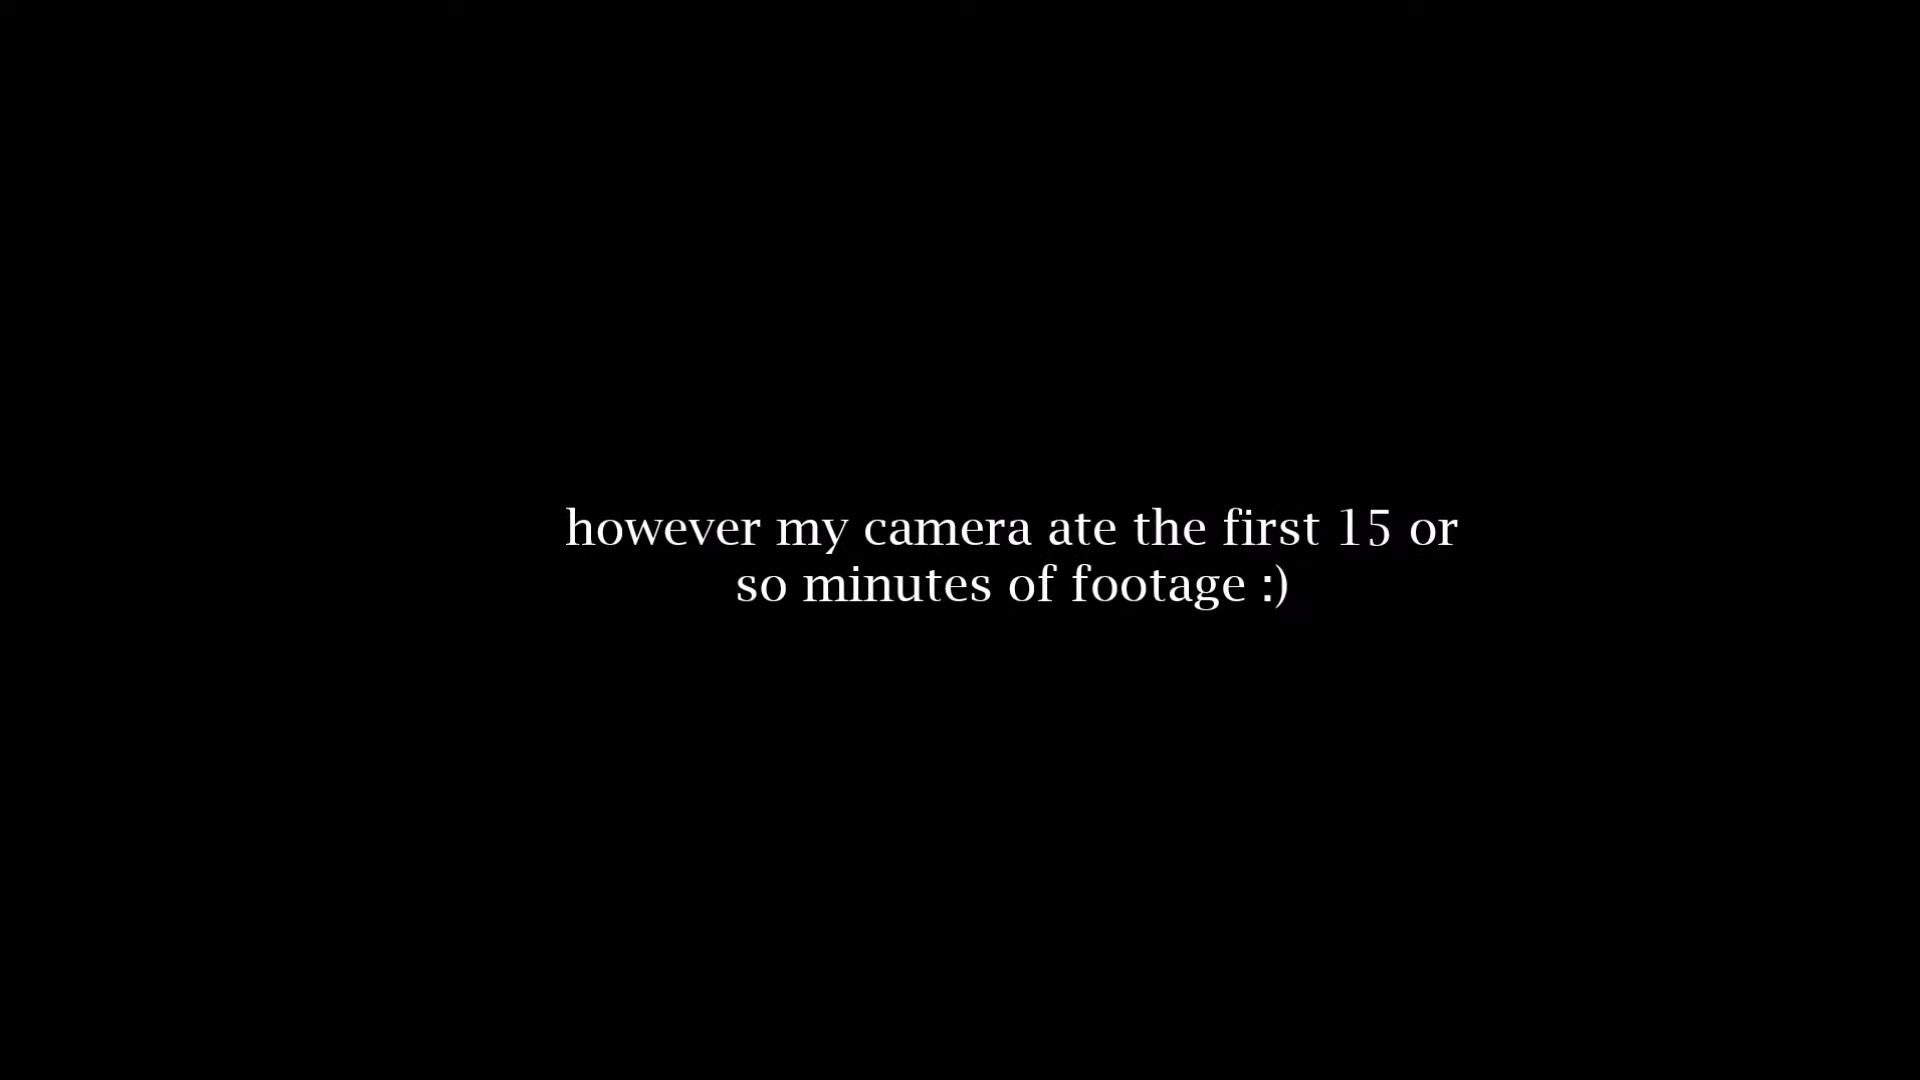 however my camera ate the first 15 or
so minutes of footage :)